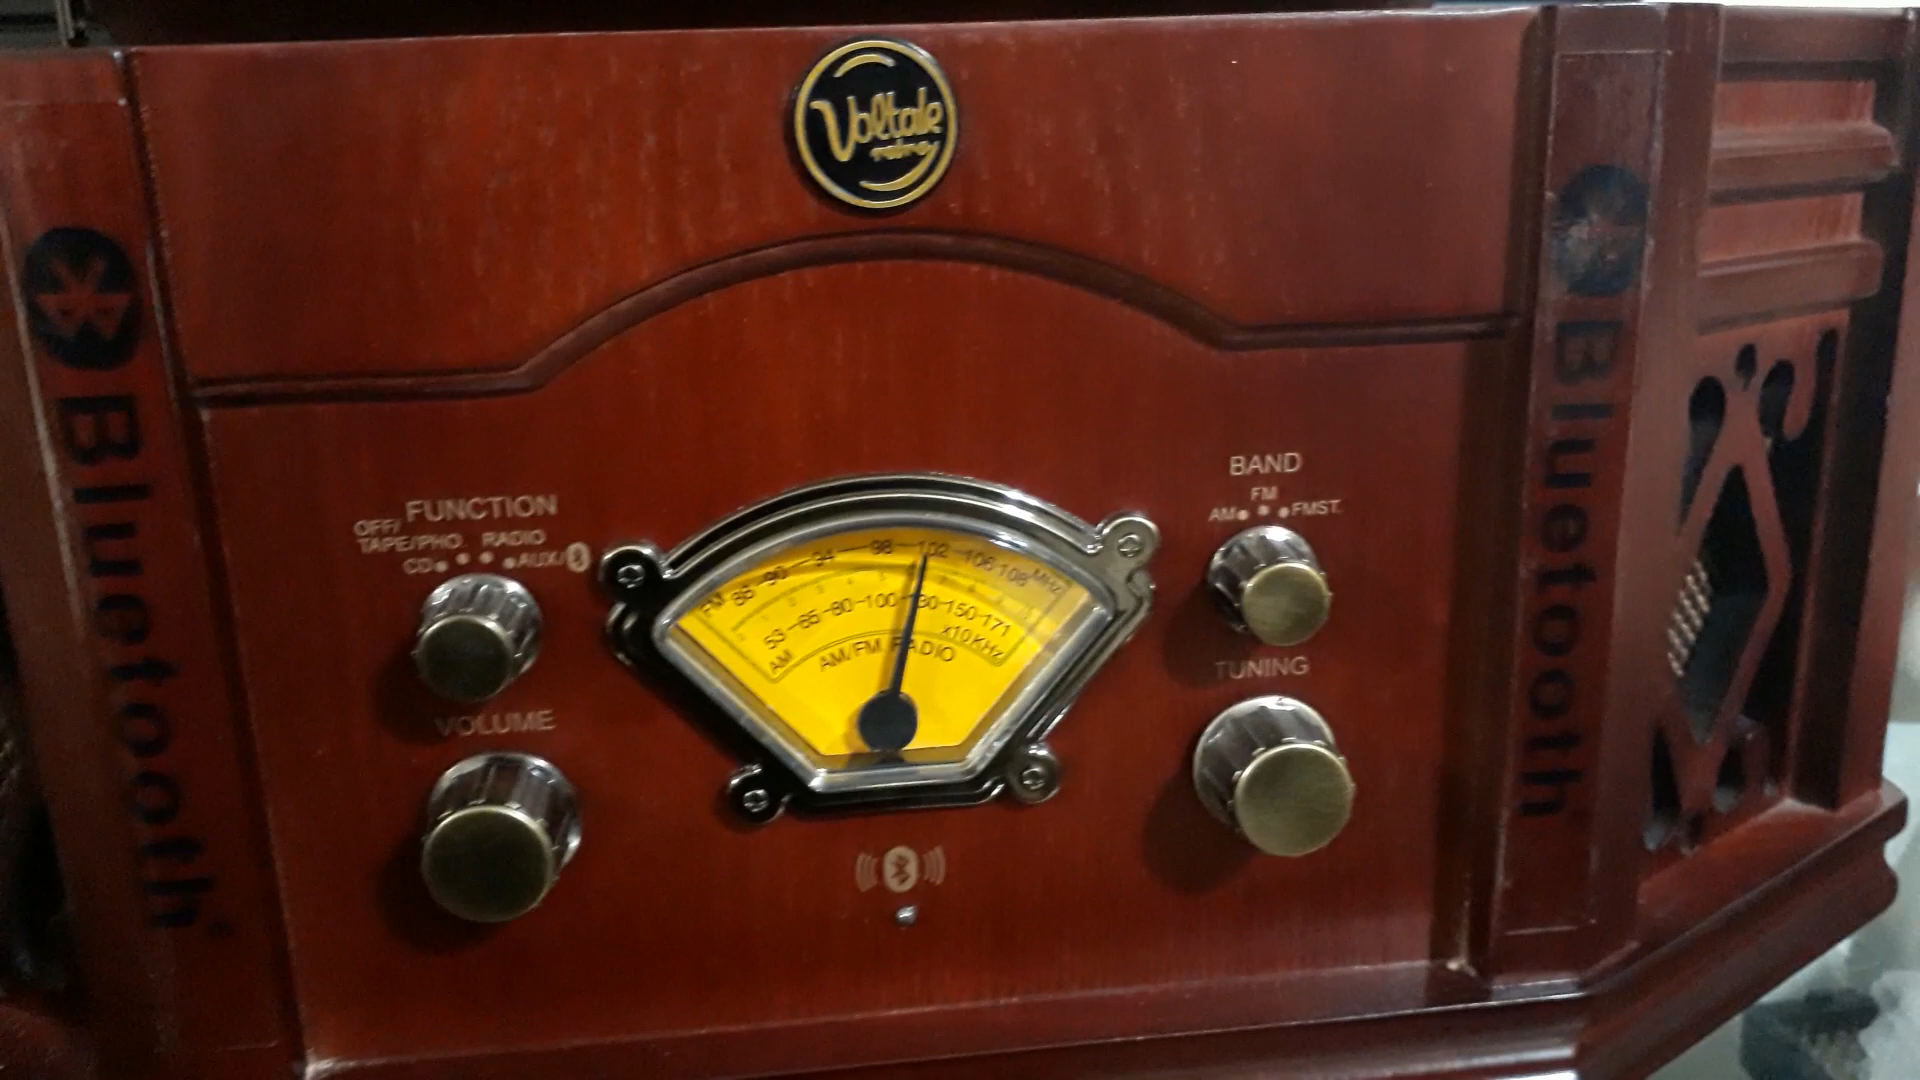 Voltak
retro
Bluetooth
FUNCTION
OFF/
TAPE/PHO. RADIO
CD AUX/
VOLUME
FM 88 90 94 98 102 106 108 MHz
53 65 80 100 130 150 171
x10KHz
AM
AM/FM RADIO
BAND
FM
AM FMST.
TUNING
Bluetooth